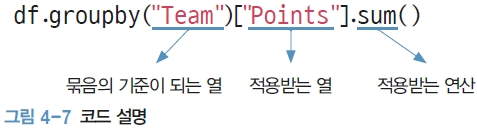 df.groupby("Team")["Points"].sum()
묶음의 기준이 되는 열 적용받는 열 적용받는 연산
그림 4-7 코드 설명